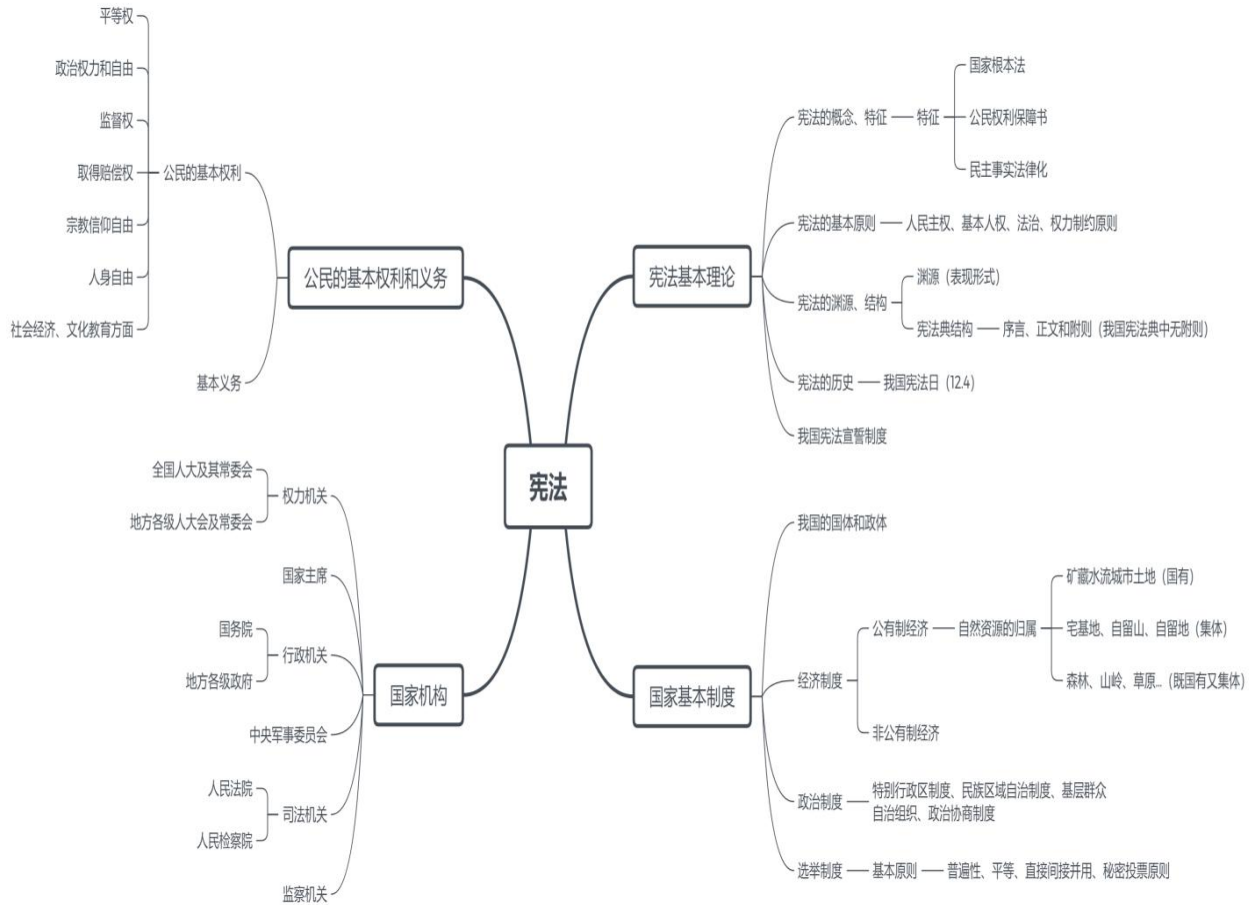 宪法
宪法基本理论
宪法的概念、特征
特征
国家根本法
公民权利保障书
民主事实法律化
宪法的基本原则
人民主权、基本人权、法治、权力制约原则
宪法的渊源、结构
渊源（表现形式）
宪法典结构
序言、正文和附则（我国宪法典中无附则）
宪法的历史
我国宪法日（12.4）
我国宪法宣誓制度
国家基本制度
我国的国体和政体
经济制度
公有制经济
自然资源的归属
矿藏水流城市土地（国有）
宅基地、自留山、自留地（集体）
森林、山岭、草原...（既国有又集体）
非公有制经济
政治制度
特别行政区制度、民族区域自治制度、基层群众
自治组织、政治协商制度
选举制度
基本原则
普遍性、平等、直接间接并用、秘密投票原则
公民的基本权利和义务
公民的基本权利
平等权
政治权力和自由
监督权
取得赔偿权
宗教信仰自由
人身自由
社会经济、文化教育方面
基本义务
国家机构
权力机关
全国人大及其常委会
地方各级人大会及常委会
国家主席
行政机关
国务院
地方各级政府
中央军事委员会
司法机关
人民法院
人民检察院
监察机关